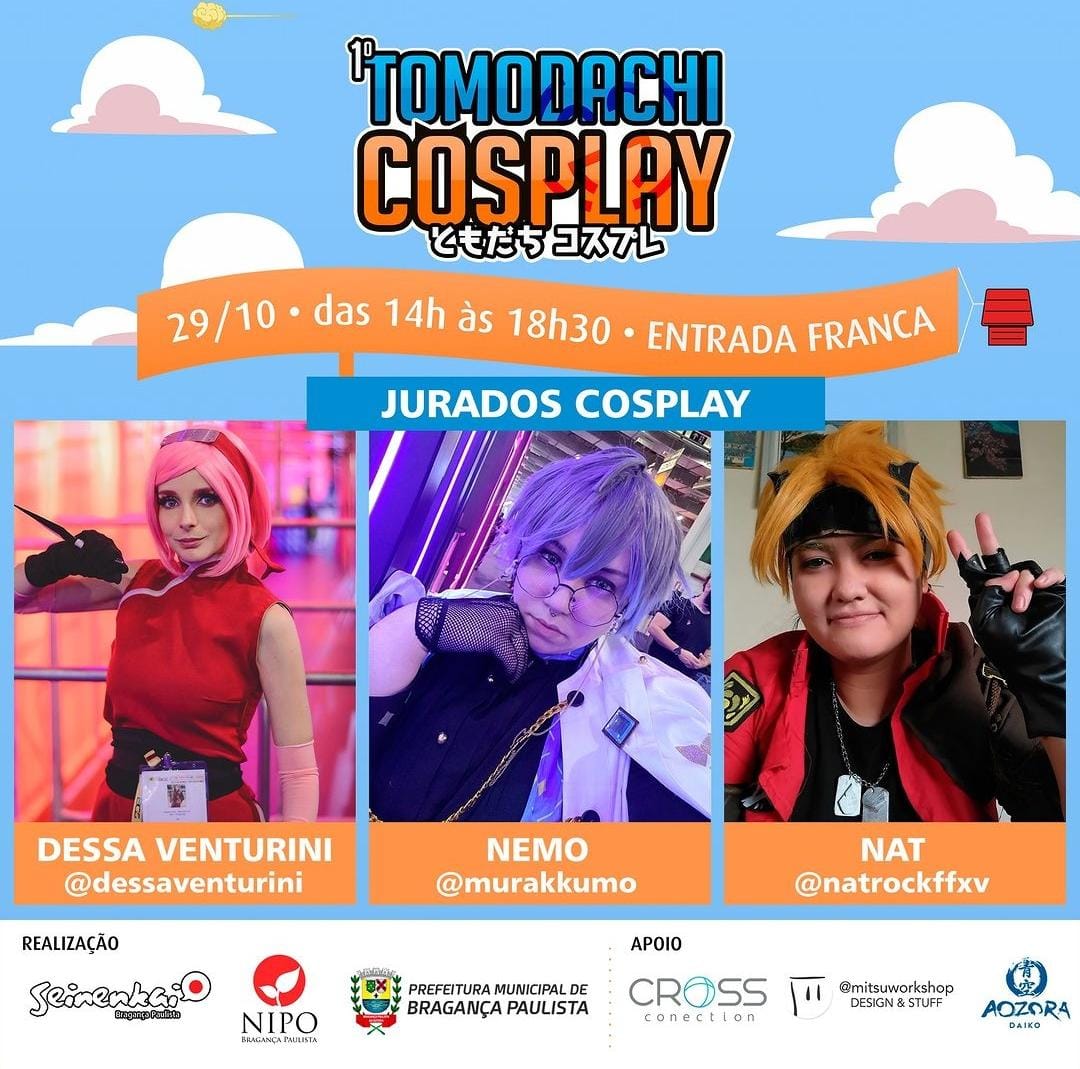 1º TOMODACHI
COSPLAY
ともだち コスプレ
29/10 • das 14h às 18h30 • ENTRADA FRANCA
JURADOS COSPLAY
DESSA VENTURINI
@dessaventurini
NEMO
@murakkumo
NAT
@natrockffxv
REALIZAÇÃO
Seinenkai
Bragança Paulista
NIPO
BRAGANÇA PAULISTA
PREFEITURA MUNICIPAL DE
BRAGANÇA PAULISTA
APOIO
CROSS
conection
@mitsuworkshop
DESIGN & STUFF
青空
AOZORA
DAIKO